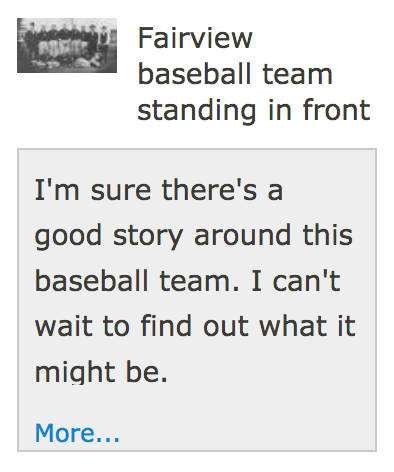 Fairview
baseball team
standing in front
I'm sure there's a
good story around this
baseball team. I can't
wait to find out what it
might be.
More...